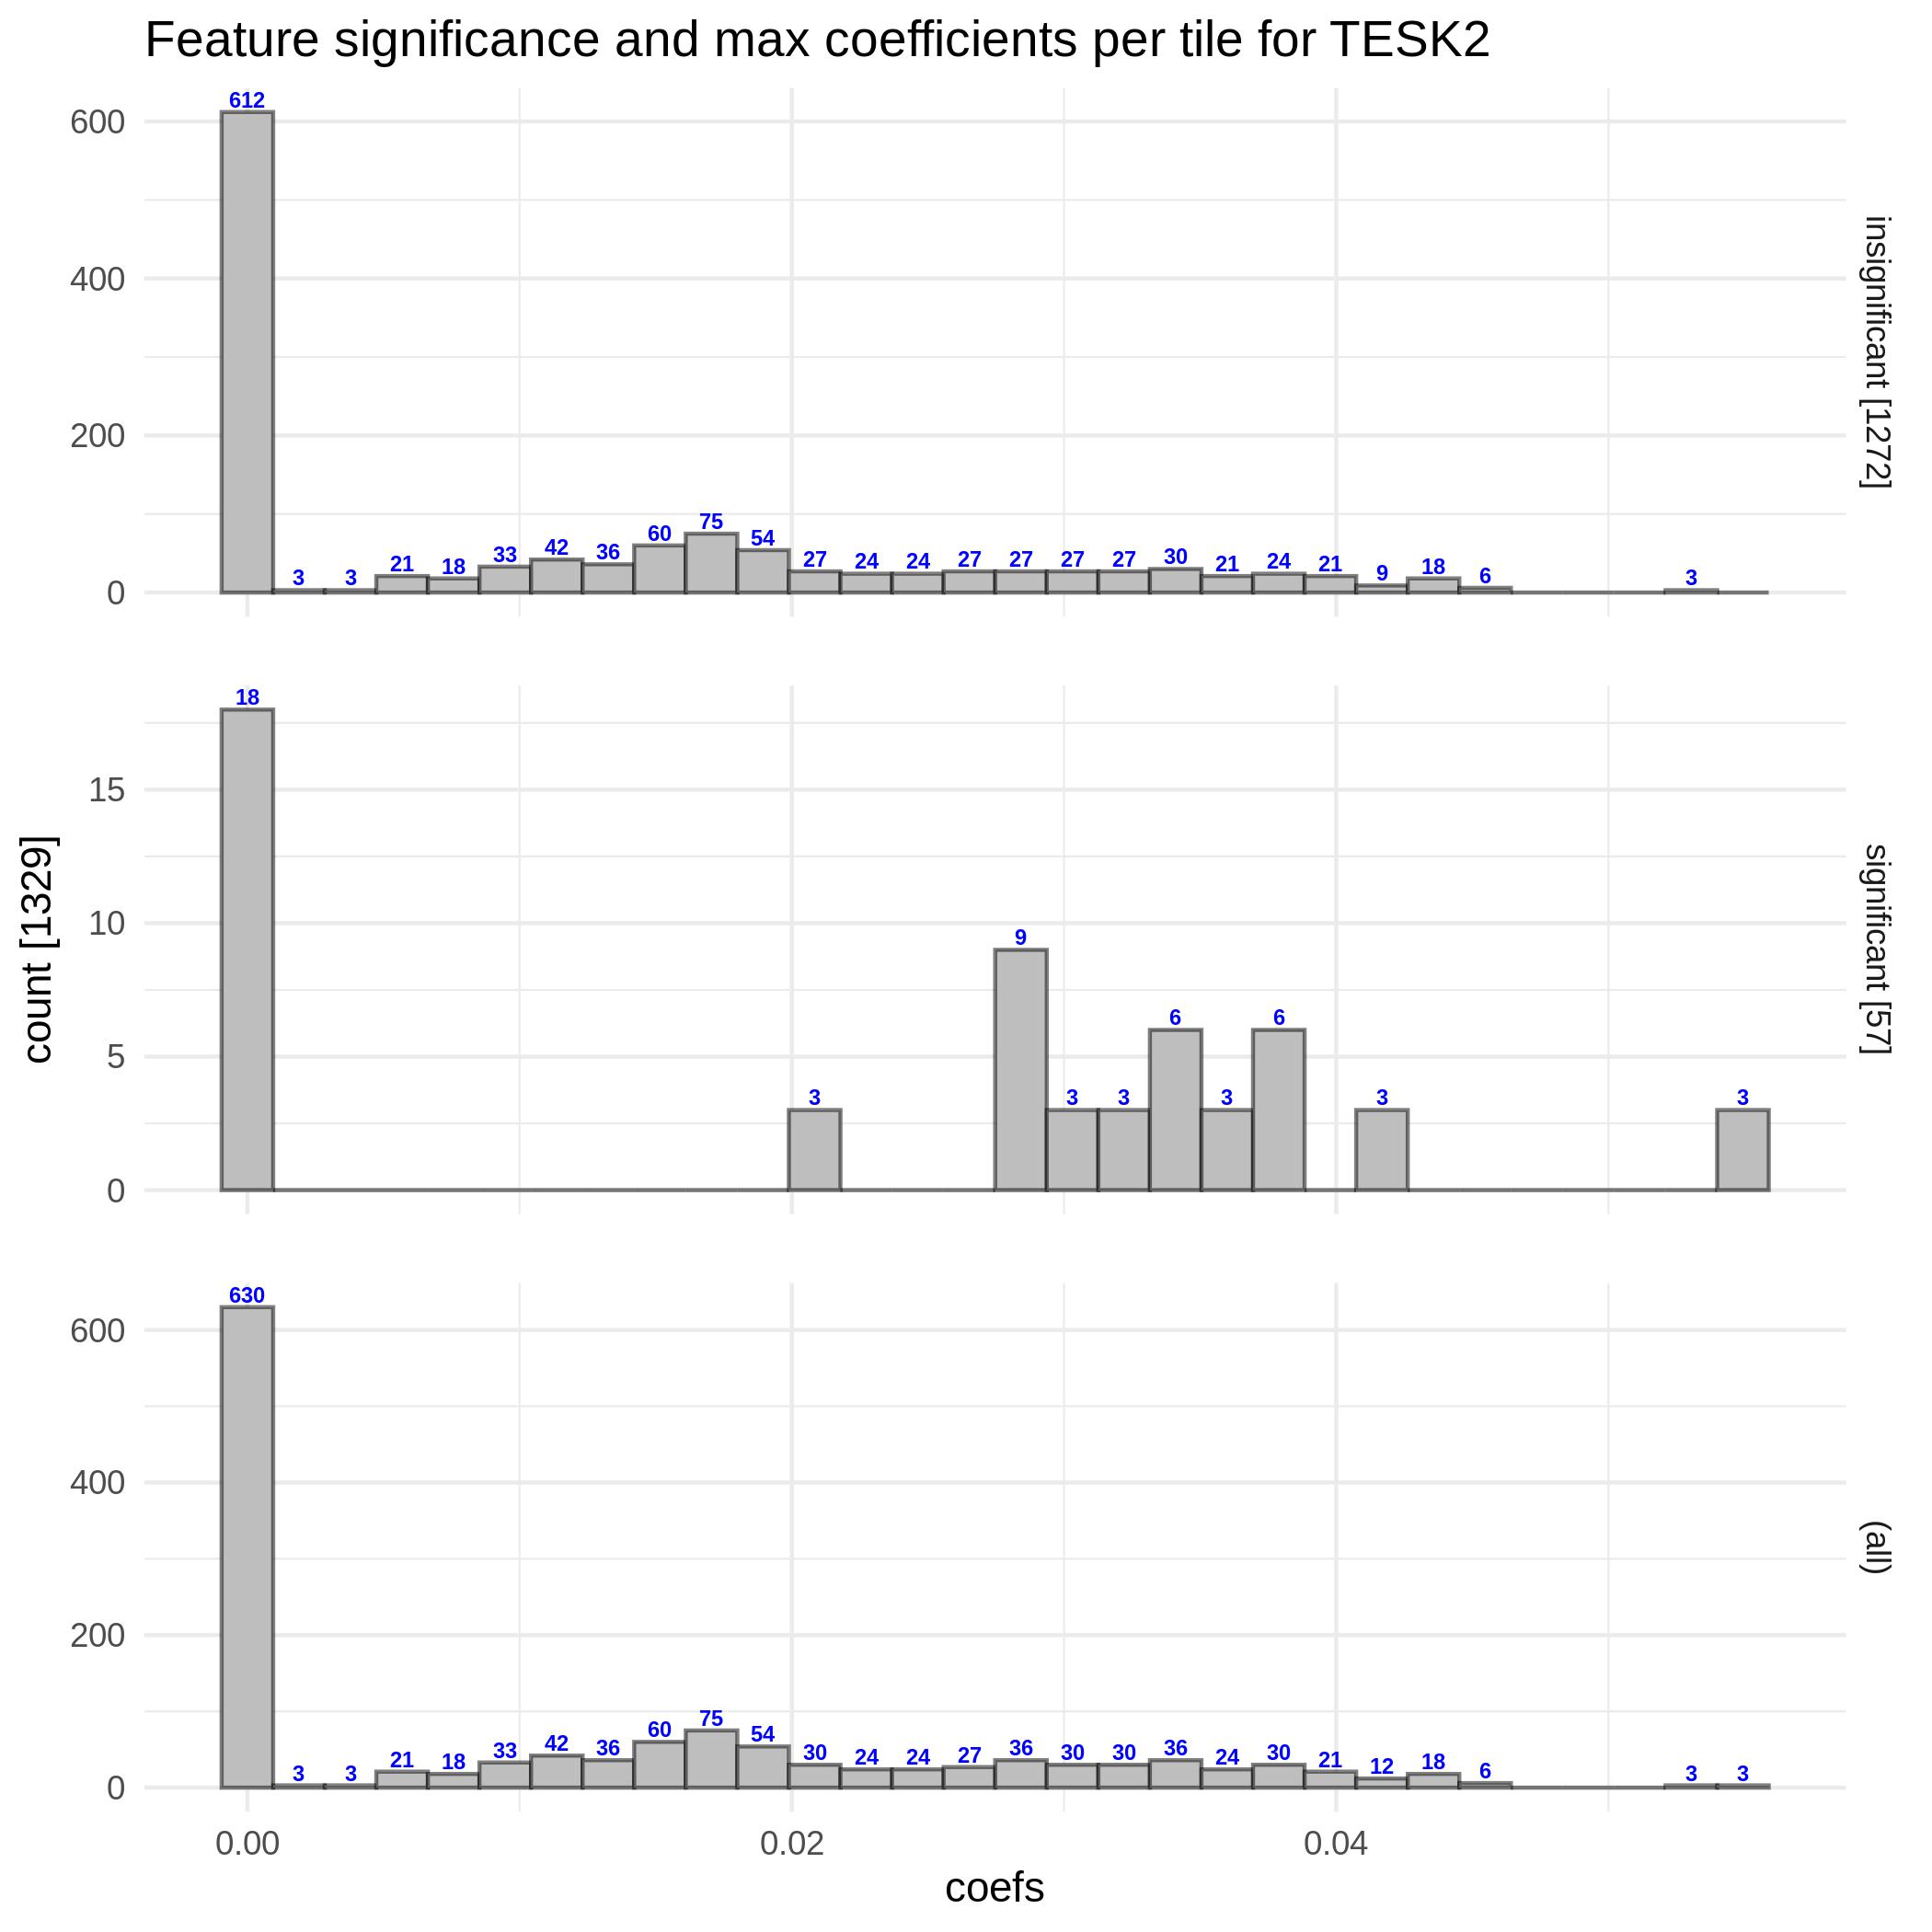 Feature significance and max coefficients per tile for TESK2
612
600
400
200
0
3 3 21 18 33 42 36 60 75 54 27 24 24 27 27 27 27 30 21 24 21 9 18 6 3
insignificant [1272]
18
15
10
5
0
3 9 3 3 6 3 6 3 3
significant [57]
count [1329]
630
600
400
200
0
3 3 21 18 33 42 36 60 75 54 30 24 24 27 36 30 30 36 24 30 21 12 18 6 3 3
(all)
0.00 0.02 0.04
coefs